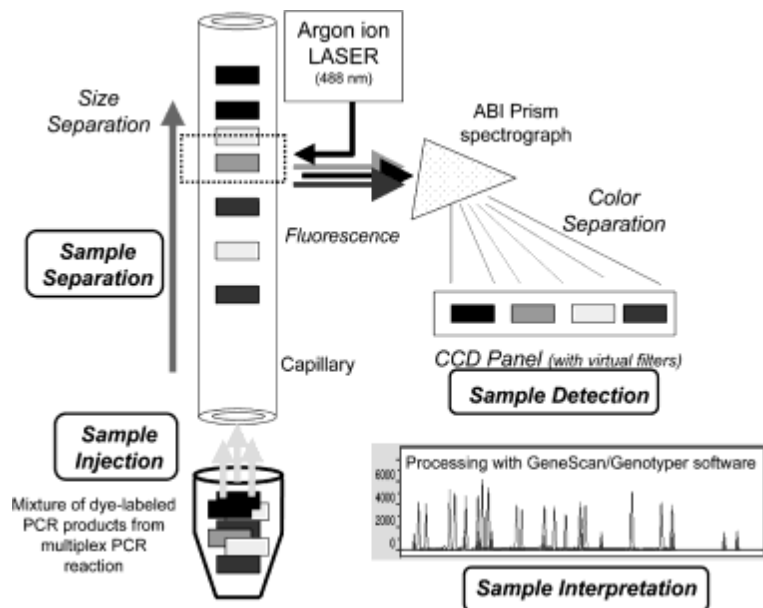 Argon ion
LASER
(488 nm)
Size
Separation
ABI Prism
spectrograph
Color
Separation
Fluorescence
Sample
Separation
Capillary
CCD Panel (with virtual filters)
Sample Detection
Sample
Injection
Mixture of dye-labeled
PCR products from
multiplex PCR
reaction
Processing with GeneScan/Genotyper software
6000
4000
2000
0
Sample Interpretation